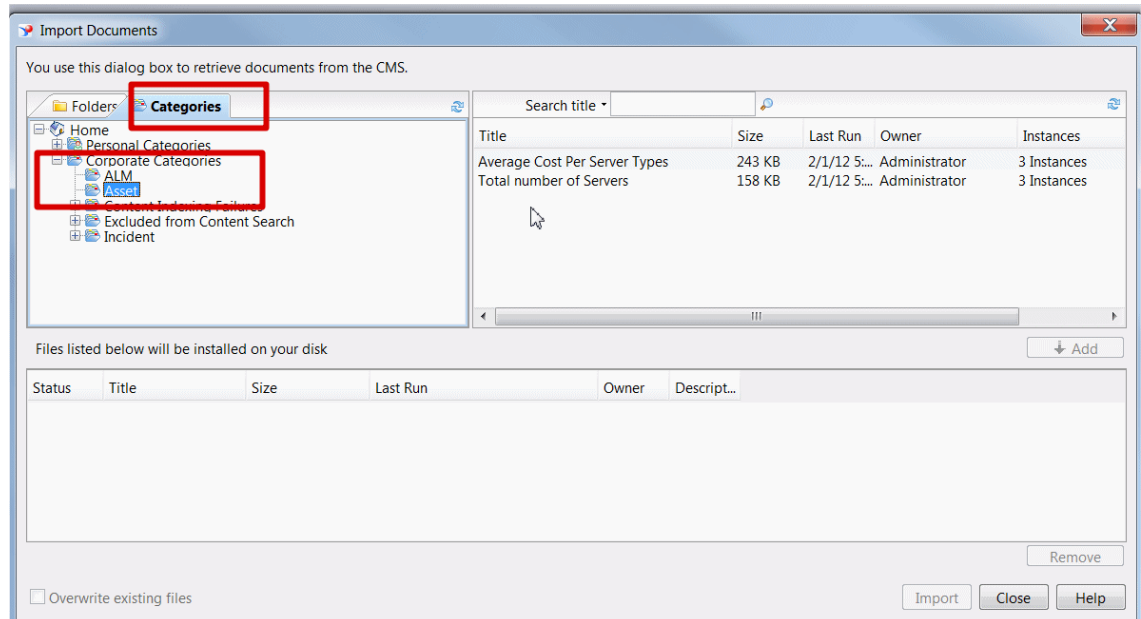 Import Documents
You use this dialog box to retrieve documents from the CMS.
Folders
Categories
Home
Personal Categories
Corporate Categories
ALM
Asset
Content Indexing Failures
Excluded from Content Search
Incident
Search title
Title Size Last Run Owner Instances
Average Cost Per Server Types 243 KB 2/1/12 5:... Administrator 3 Instances
Total number of Servers 158 KB 2/1/12 5:... Administrator 3 Instances
Files listed below will be installed on your disk
Add
Status Title Size Last Run Owner Descript...
Remove
Overwrite existing files
Import Close Help